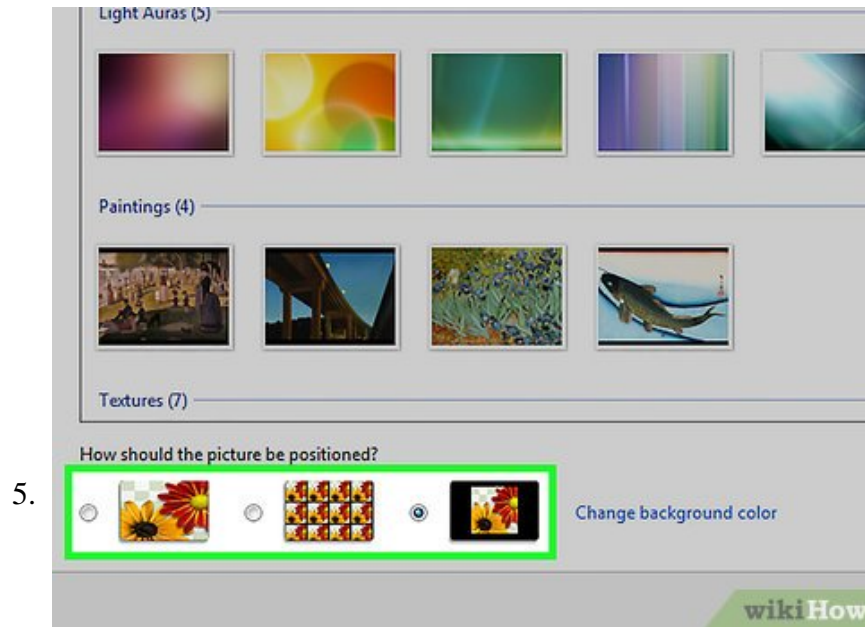 Light Auras (5)
Paintings (4)
Textures (7)
How should the picture be positioned?
5.
Change background color
wikiHow